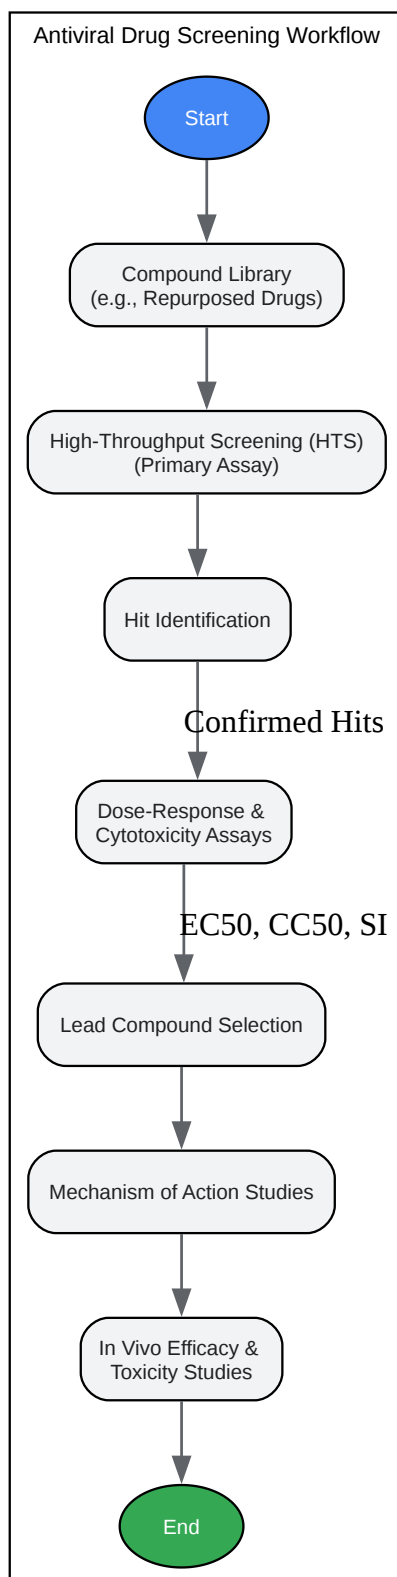 Antiviral Drug Screening Workflow
Start
Compound Library
(e.g., Repurposed Drugs)
High-Throughput Screening (HTS)
(Primary Assay)
Hit Identification
Confirmed Hits
Dose-Response &
Cytotoxicity Assays
EC50, CC50, SI
Lead Compound Selection
Mechanism of Action Studies
In Vivo Efficacy &
Toxicity Studies
End